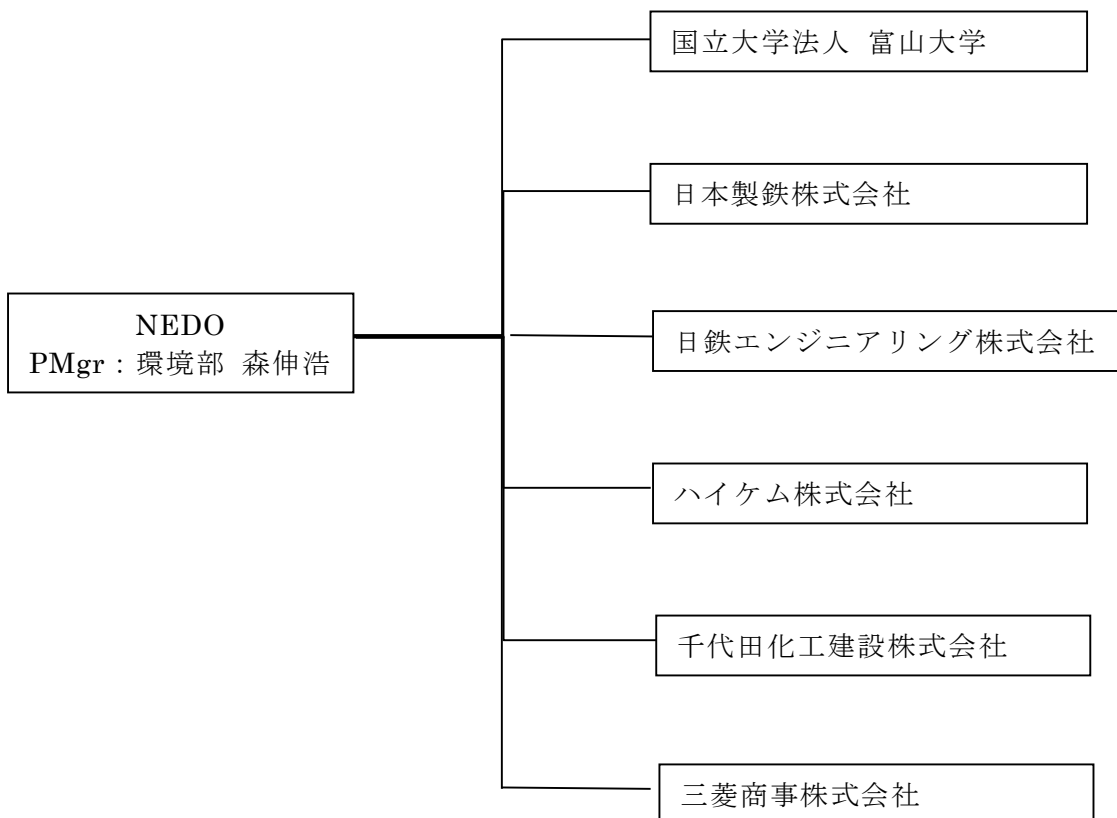 国立大学法人 富山大学
日本製鉄株式会社
NEDO
PMgr：環境部 森伸浩
日鉄エンジニアリング株式会社
ハイケム株式会社
千代田化工建設株式会社
三菱商事株式会社